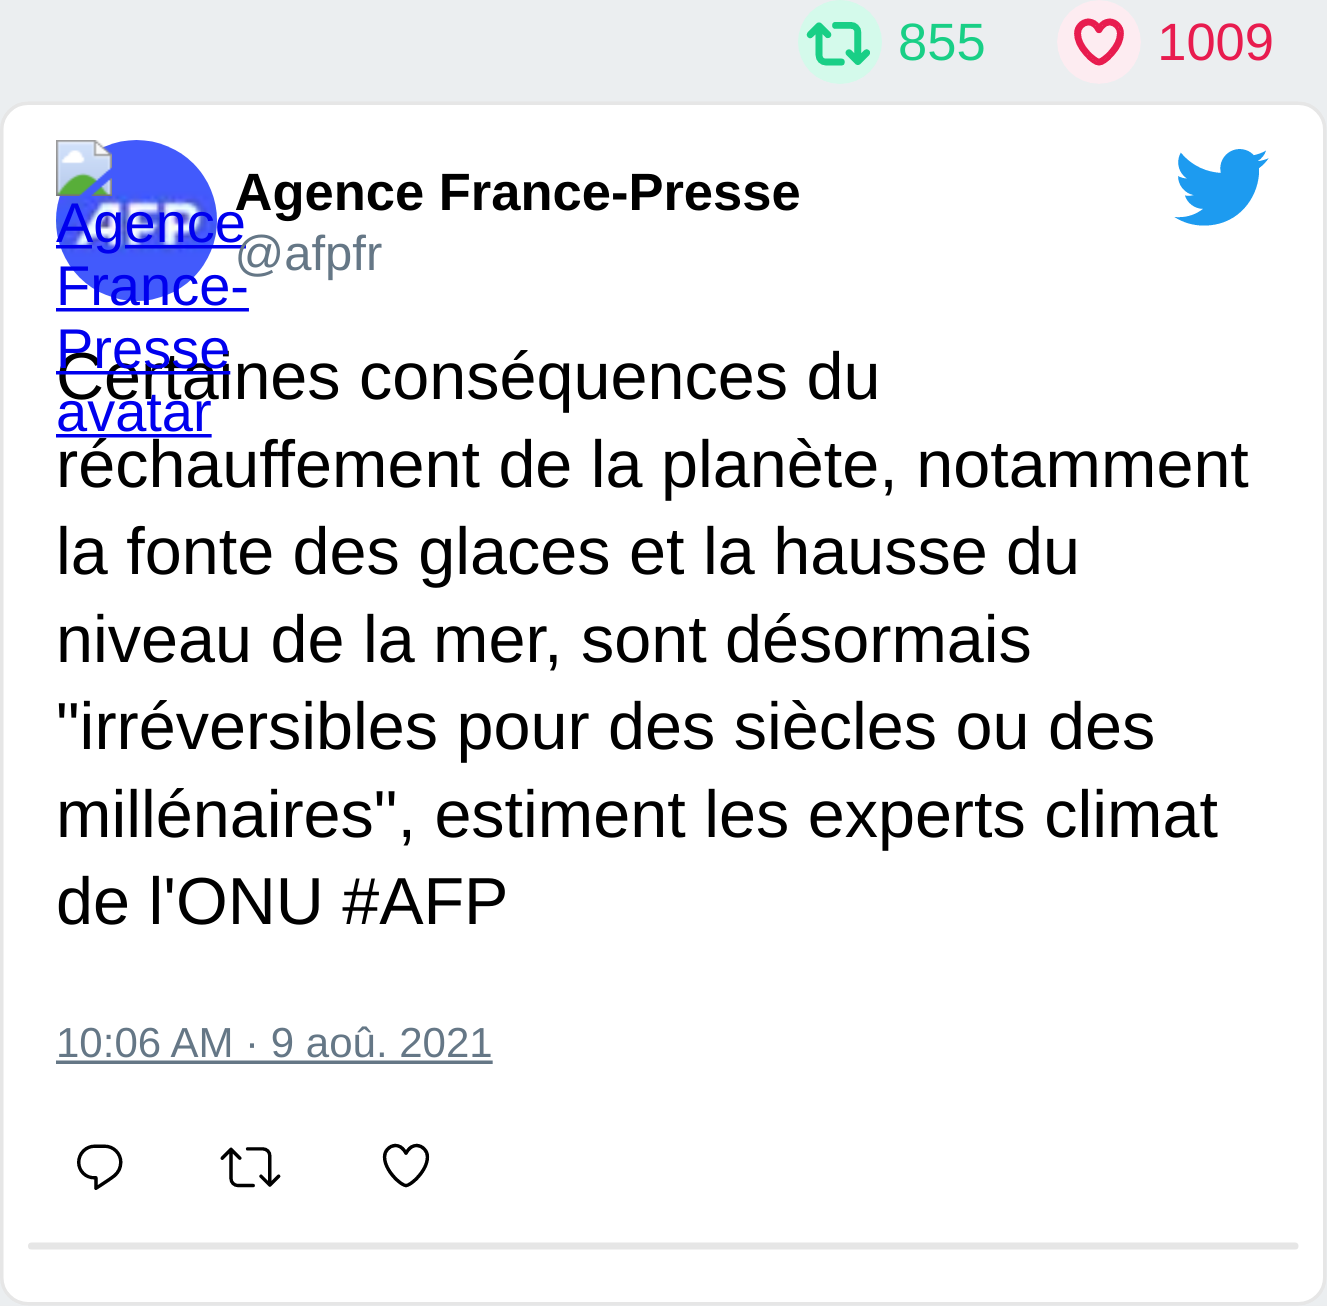 855 1009
Agence France-Presse
@afpfr
AFP
Agence
France-
Presse
avatar
Certaines conséquences du
réchauffement de la planète, notamment
la fonte des glaces et la hausse du
niveau de la mer, sont désormais
"irréversibles pour des siècles ou des
millénaires", estiment les experts climat
de l'ONU #AFP
10:06 AM · 9 aoû. 2021